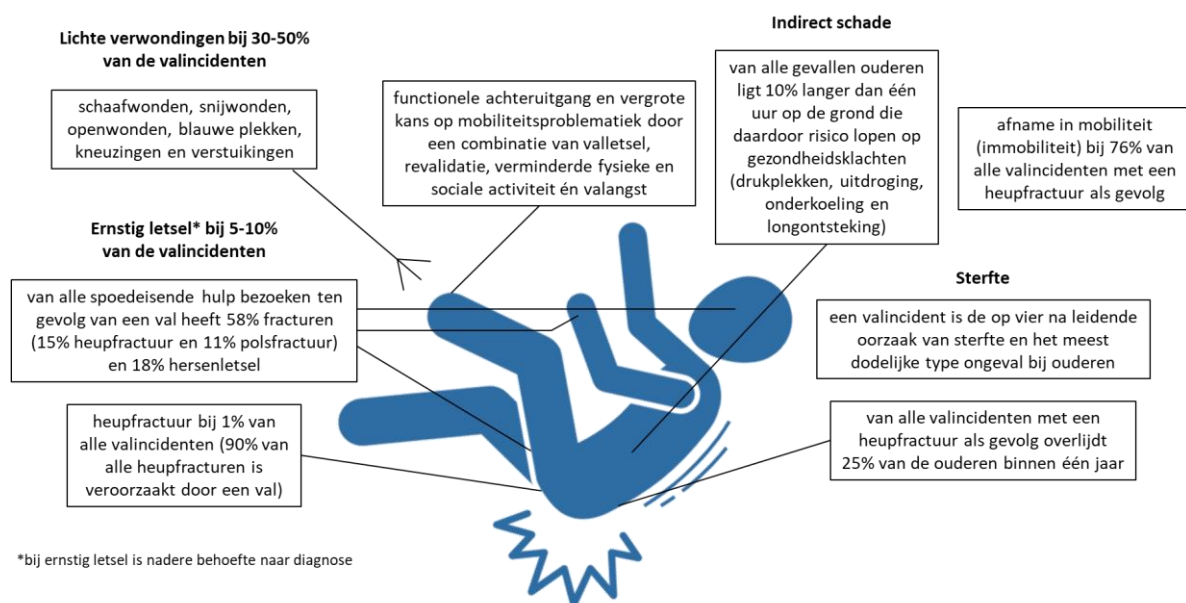 Lichte verwondingen bij 30-50%
van de valincidenten
schaafwonden, snijwonden,
openwonden, blauwe plekken,
kneuzingen en verstuikingen
Ernstig letsel* bij 5-10%
van de valincidenten
van alle spoedeisende hulp bezoeken ten
gevolg van een val heeft 58% fracturen
(15% heupfractuur en 11% polsfractuur)
en 18% hersenletsel
heupfractuur bij 1% van
alle valincidenten (90% van
alle heupfracturen is
veroorzaakt door een val)
*bij ernstig letsel is nadere behoefte naar diagnose
functionele achteruitgang en vergrote
kans op mobiliteitsproblematiek door
een combinatie van valletsel,
revalidatie, verminderde fysieke en
sociale activiteit én valangst
Indirect schade
van alle gevallen ouderen
ligt 10% langer dan één
uur op de grond die
daardoor risico lopen op
gezondheidsklachten
(drukplekken, uitdroging,
onderkoeling en
longontsteking)
afname in mobiliteit
(immobiliteit) bij 76% van
alle valincidenten met een
heupfractuur als gevolg
Sterfte
een valincident is de op vier na leidende
oorzaak van sterfte en het meest
dodelijke type ongeval bij ouderen
van alle valincidenten met een
heupfractuur als gevolg overlijdt
25% van de ouderen binnen één jaar